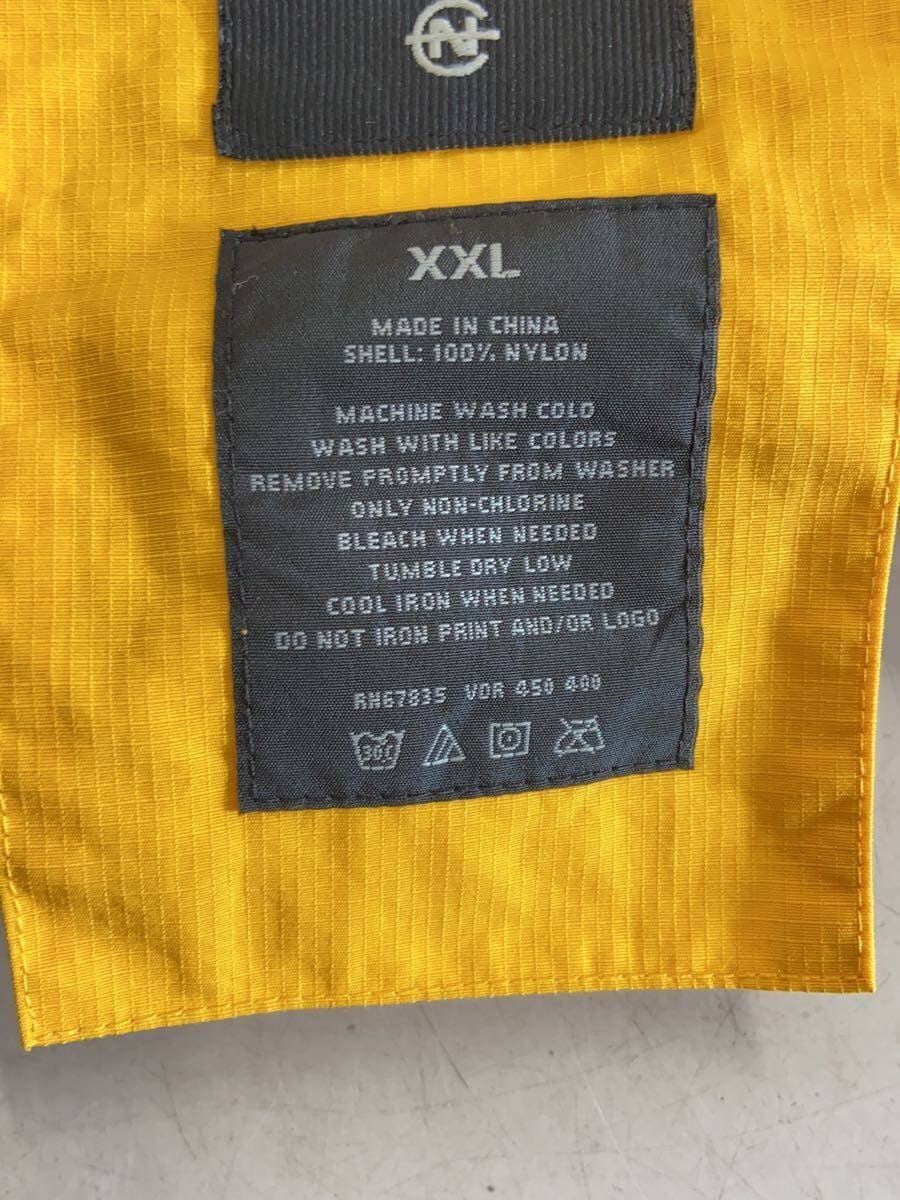 N
XXL
MADE IN CHINA
SHELL: 100% NYLON
MACHINE WASH COLD
WASH WITH LIKE COLORS
REMOVE PROMPTLY FROM WASHER
ONLY NON-CHLORINE
BLEACH WHEN NEEDED
TUMBLE DRY LOW
COOL IRON WHEN NEEDED
DO NOT IRON PRINT AND/OR LOGO
RN67835 VDR 450 400